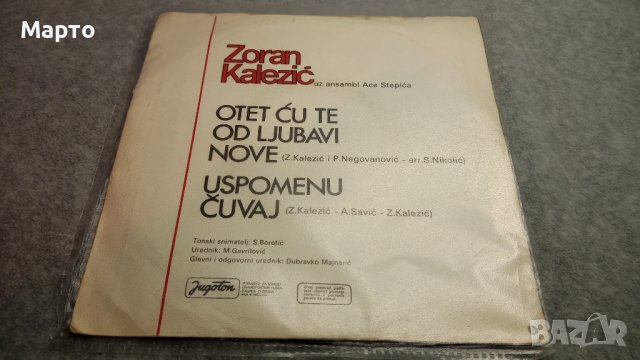 Марто
Zoran
Kalezić
uz ansambl Ace Stepića
OTET ĆU TE
OD LJUBAVI
NOVE (Z.Kalezić i P.Negovanović - arr.S.Nikolić)
USPOMENU
ČUVAJ (Z.Kalezić - A.Savić - Z.Kalezić)
Tonski snimatelj: S.Borotić
Urednik: M.Gavrilović
Glavni i odgovorni urednik: Dubravko Majnarić
Jugoton
BAZAR